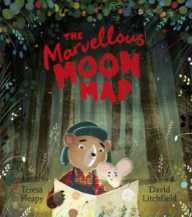 THE
Marvellous
MOON
MAP
Teresa
Heapy
David
Litchfield